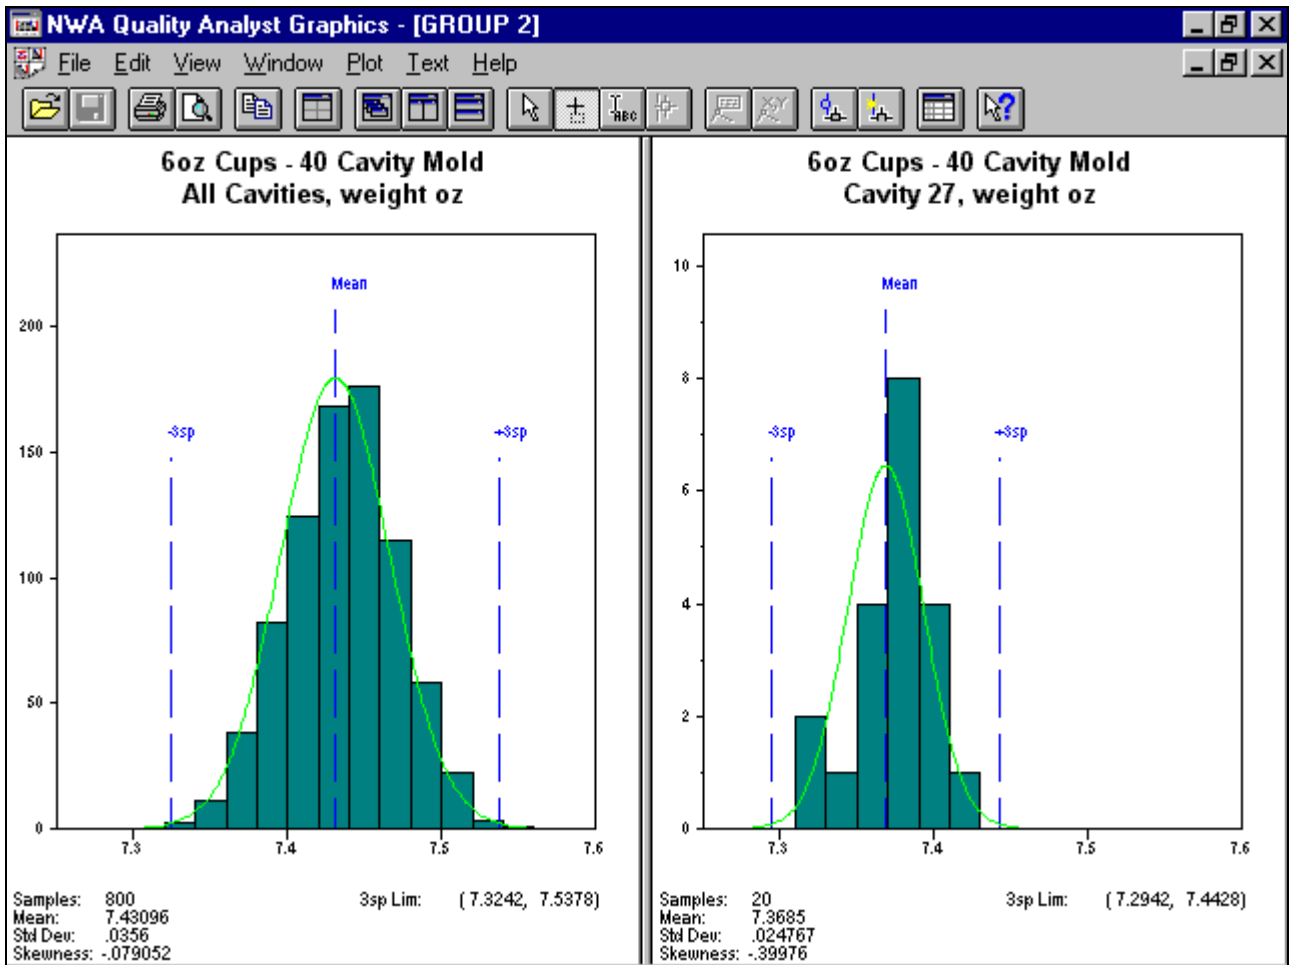 NWA Quality Analyst Graphics - [GROUP 2]
File Edit View Window Plot Text Help
ABC X-Y ?
6oz Cups - 40 Cavity Mold
All Cavities, weight oz
Mean
-3sp
+3sp
200
150
100
50
0
7.3 7.4 7.5 7.6
Samples: 800 3sp Lim: (7.3242, 7.5378)
Mean: 7.43096
Std Dev: .0356
Skewness: -.079052
6oz Cups - 40 Cavity Mold
Cavity 27, weight oz
Mean
-3sp
+3sp
10
8
6
4
2
0
7.3 7.4 7.5 7.6
Samples: 20 3sp Lim: (7.2942, 7.4428)
Mean: 7.3685
Std Dev: .024767
Skewness: -.39976